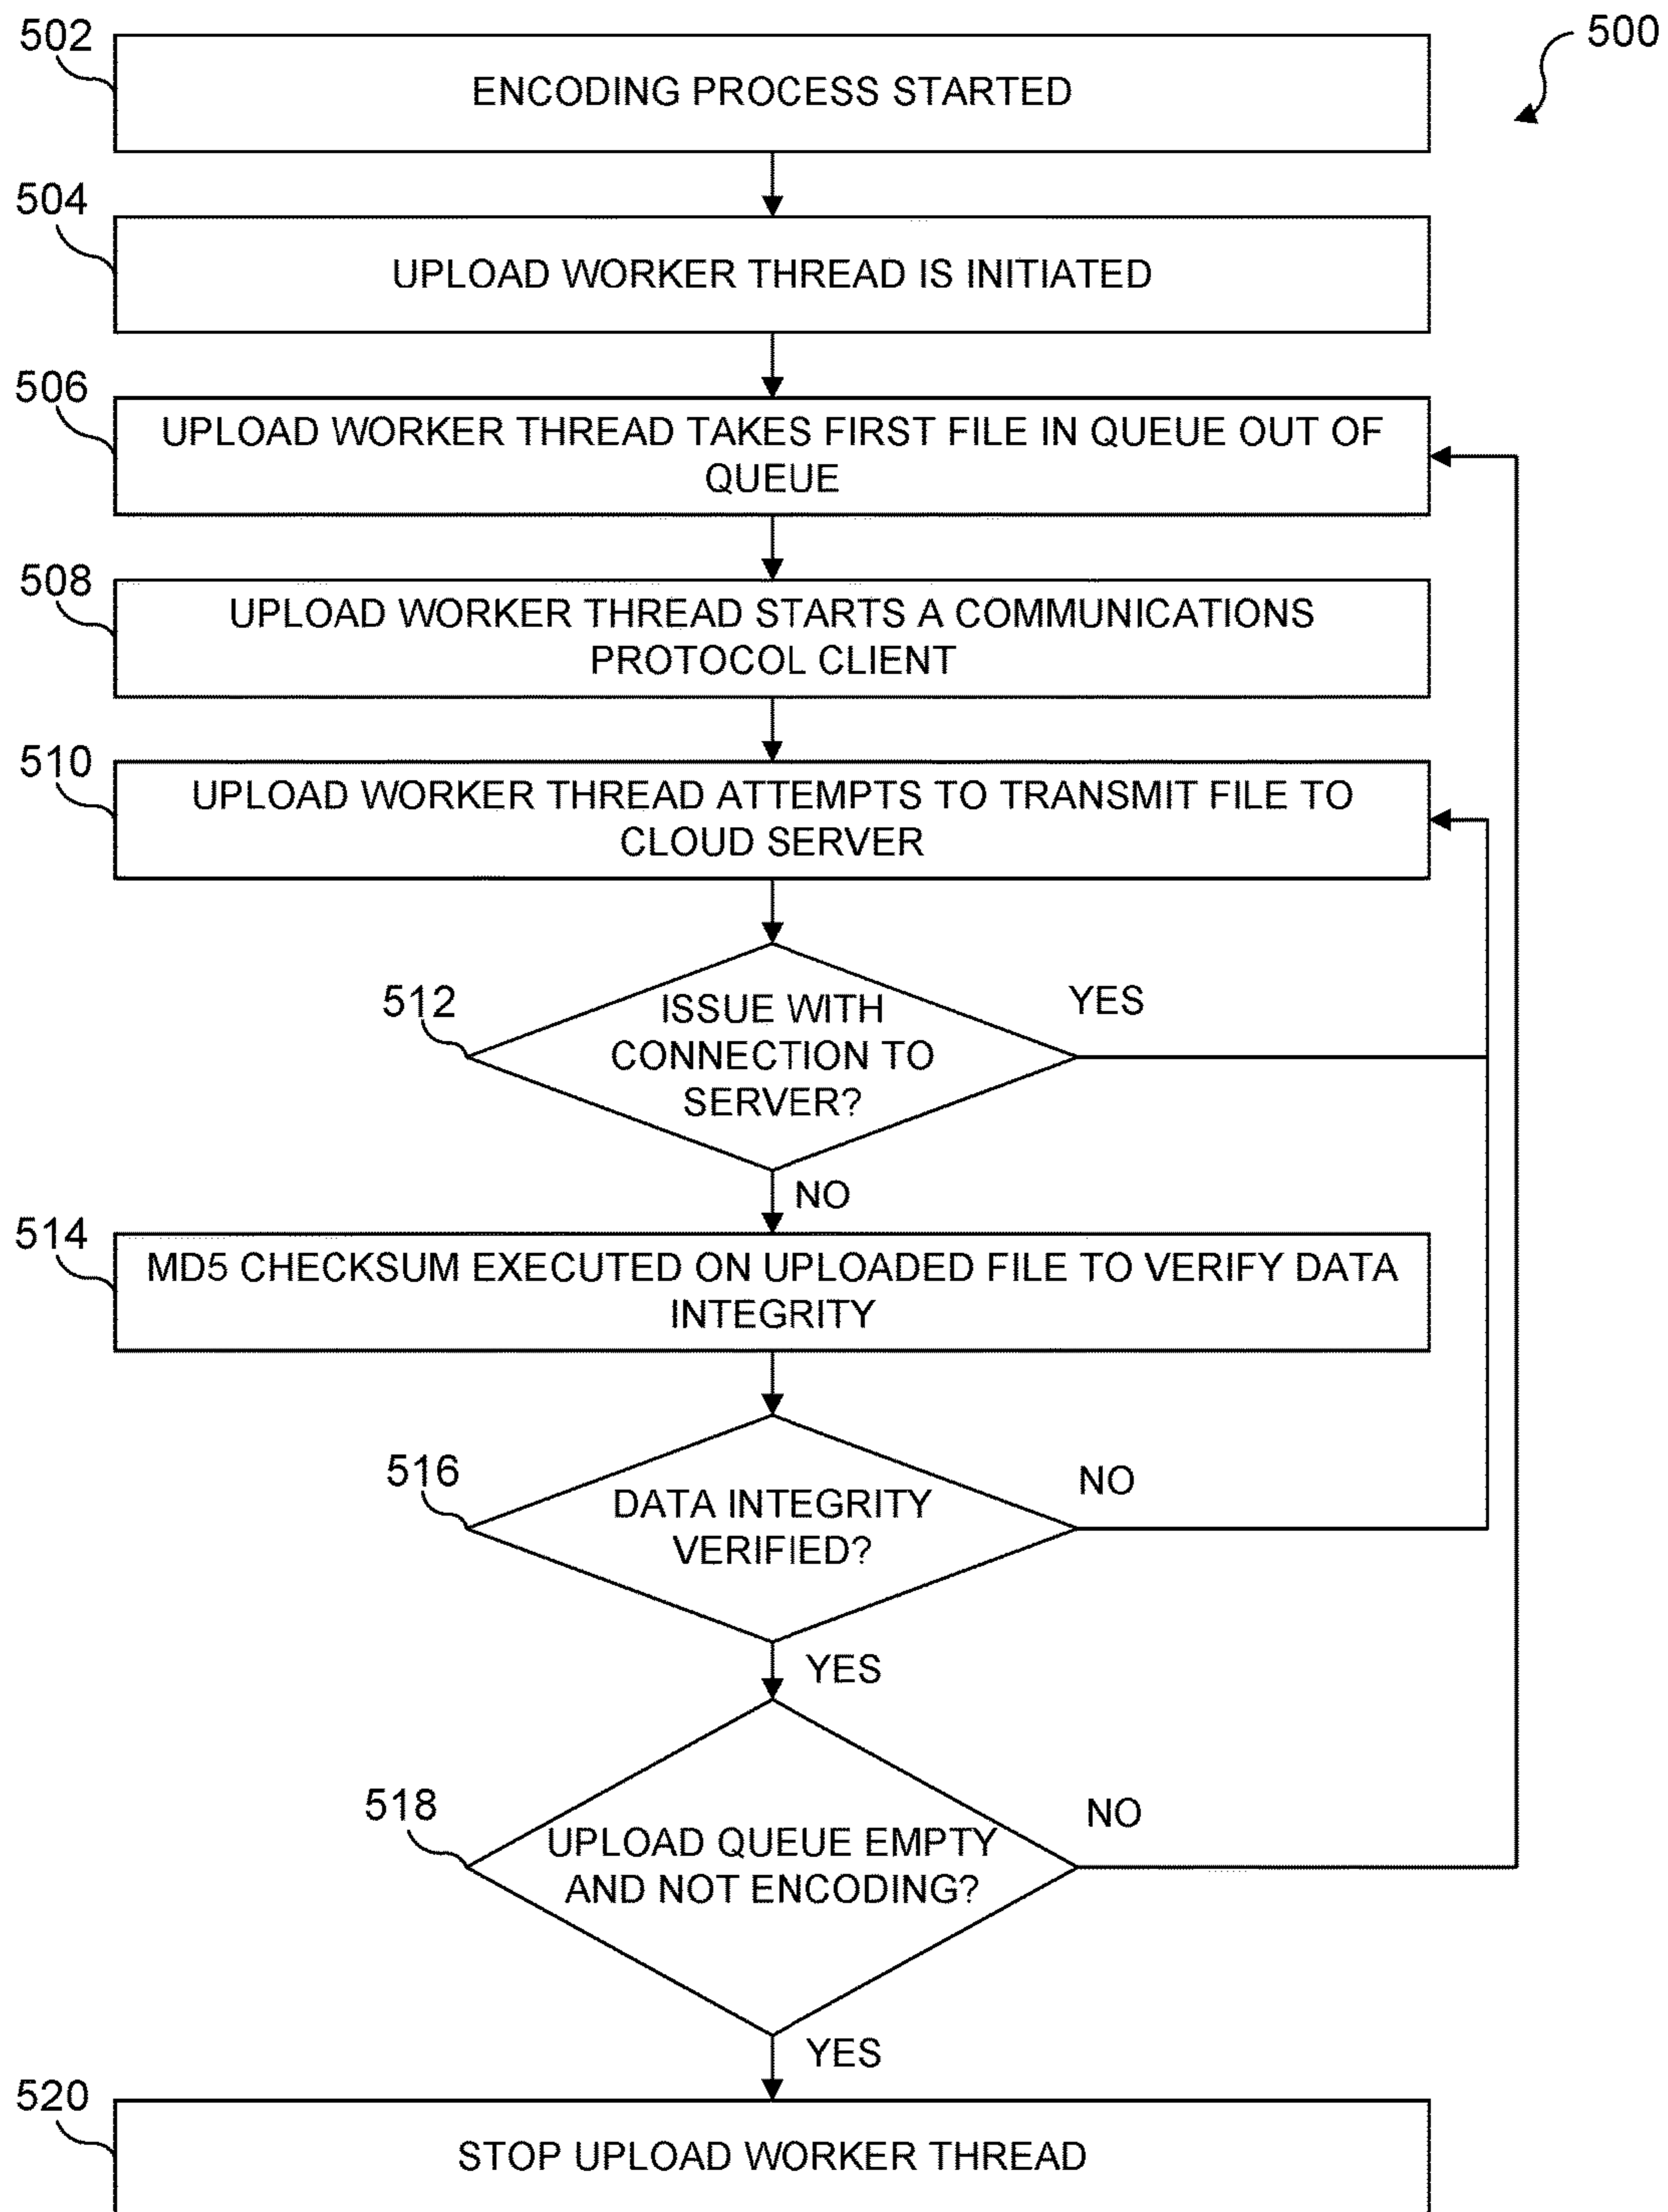 500
502
ENCODING PROCESS STARTED
504
UPLOAD WORKER THREAD IS INITIATED
506
UPLOAD WORKER THREAD TAKES FIRST FILE IN QUEUE OUT OF
QUEUE
508
UPLOAD WORKER THREAD STARTS A COMMUNICATIONS
PROTOCOL CLIENT
510
UPLOAD WORKER THREAD ATTEMPTS TO TRANSMIT FILE TO
CLOUD SERVER
512
ISSUE WITH
CONNECTION TO
SERVER?
YES
NO
514
MD5 CHECKSUM EXECUTED ON UPLOADED FILE TO VERIFY DATA
INTEGRITY
516
DATA INTEGRITY
VERIFIED?
NO
YES
518
UPLOAD QUEUE EMPTY
AND NOT ENCODING?
NO
YES
520
STOP UPLOAD WORKER THREAD